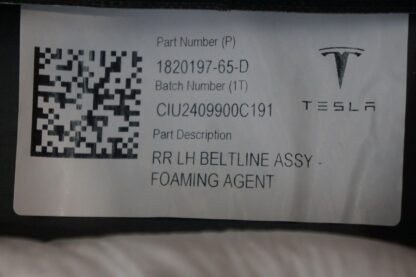 Part Number (P)
1820197-65-D
Batch Number (1T)
CIU2409900C191
TESLA
Part Description
RR LH BELTLINE ASSY -
FOAMING AGENT